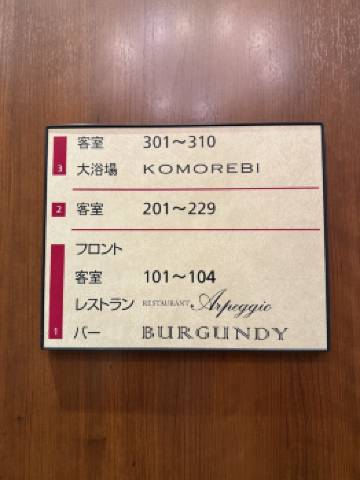 客室 301～310
3 大浴場 KOMOREBI
2 客室 201～229
フロント
客室 101～104
レストラン RESTAURANT Arpeggio
1 バー BURGUNDY